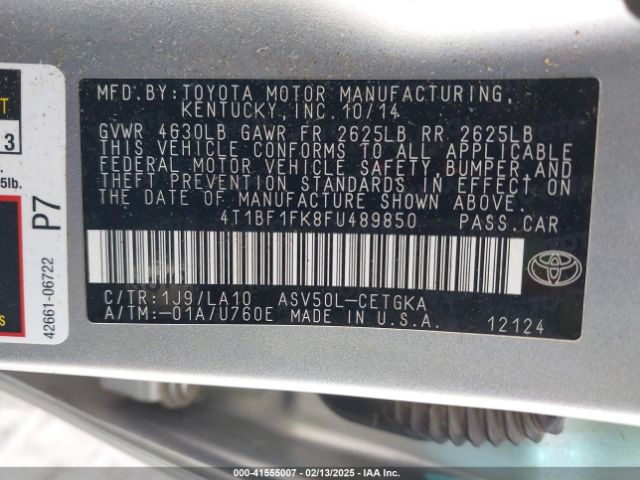 MFD.BY: TOYOTA MOTOR MANUFACTURING,
KENTUCKY, INC. 10/14
GVWR 4630LB GAWR FR 2625LB RR 2625LB
THIS VEHICLE CONFORMS TO ALL APPLICABLE
FEDERAL MOTOR VEHICLE SAFETY, BUMPER, AND
THEFT PREVENTION STANDARDS IN EFFECT ON
THE DATE OF MANUFACTURE SHOWN ABOVE.
4T1BF1FK8FU489850 PASS.CAR
C/TR: 1J9/LA10 ASV50L-CETGKA
A/TM: -01A/U760E MADE IN U.S.A. 12124
3
5lb.
P7
42661-06722
000-41555007 - 02/13/2025 - IAA Inc.